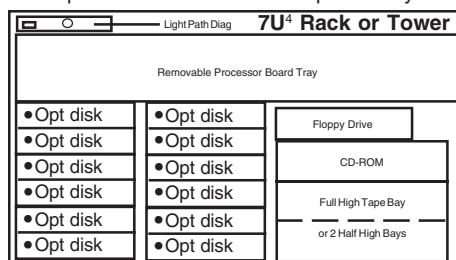 Light Path Diag
7U4 Rack or Tower
Removable Processor Board Tray
•Opt disk
•Opt disk
•Opt disk
•Opt disk
•Opt disk
•Opt disk
•Opt disk
•Opt disk
•Opt disk
•Opt disk
•Opt disk
•Opt disk
Floppy Drive
CD-ROM
Full High Tape Bay
or 2 Half High Bays